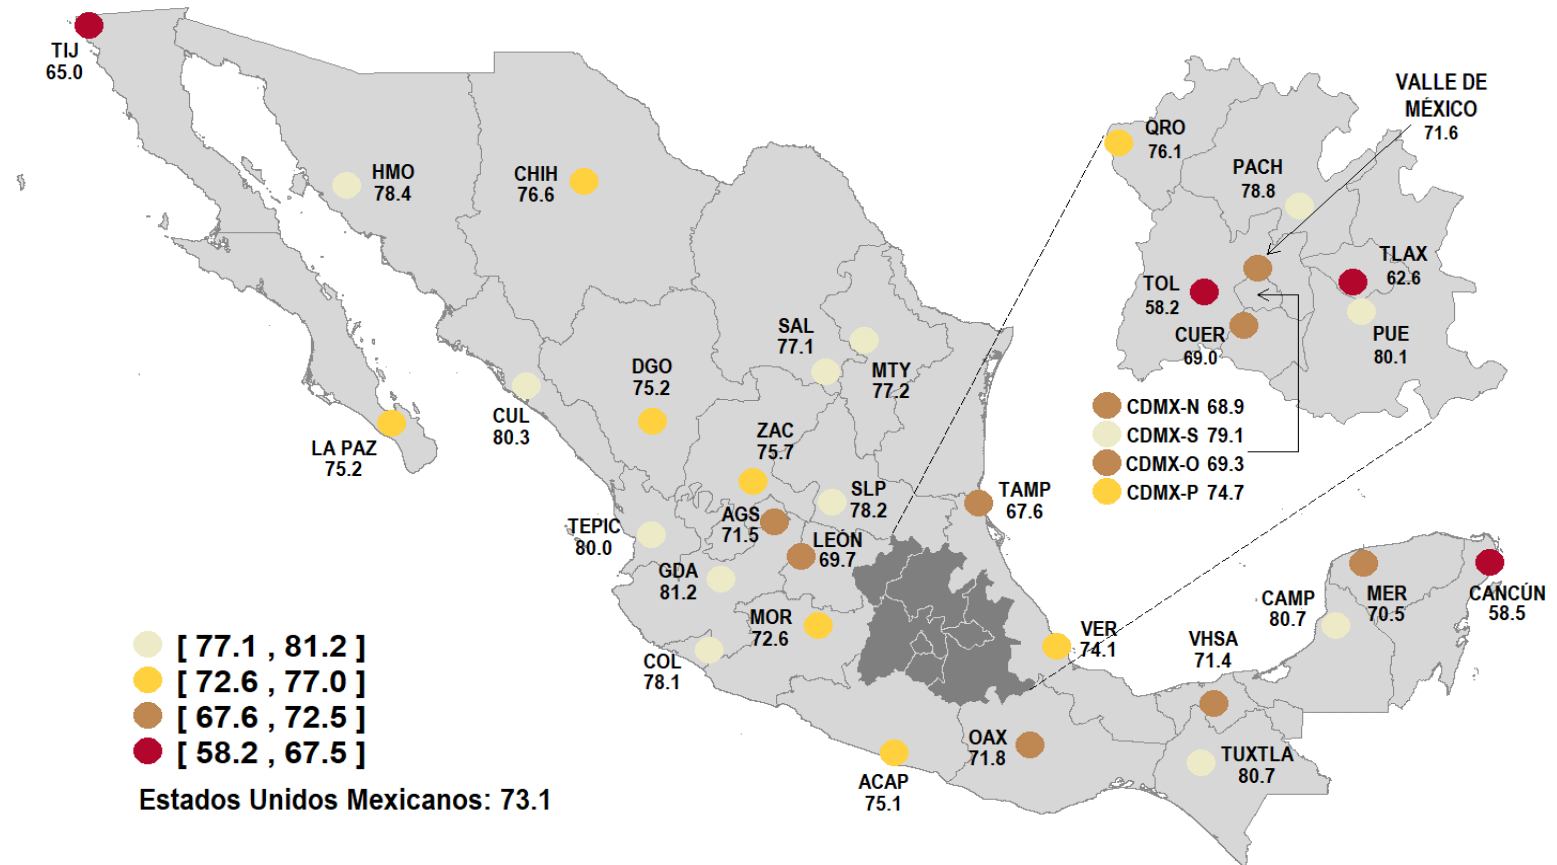 TIJ
65.0
HMO
78.4
CHIH
76.6
VALLE DE
MÉXICO
71.6
QRO
76.1
PACH
78.8
TLAX
62.6
TOL
58.2
CUER
69.0
PUE
80.1
CDMX-N 68.9
CDMX-S 79.1
CDMX-O 69.3
CDMX-P 74.7
SAL
77.1
MTY
77.2
DGO
75.2
CUL
80.3
LA PAZ
75.2
ZAC
75.7
SLP
78.2
TAMP
67.6
AGS
71.5
LEÓN
69.7
TEPIC
80.0
GDA
81.2
MOR
72.6
COL
78.1
VER
74.1
CAMP
80.7
MER
70.5
CANCÚN
58.5
VHSA
71.4
OAX
71.8
TUXTLA
80.7
ACAP
75.1
[ 77.1 , 81.2 ]
[ 72.6 , 77.0 ]
[ 67.6 , 72.5 ]
[ 58.2 , 67.5 ]
Estados Unidos Mexicanos: 73.1